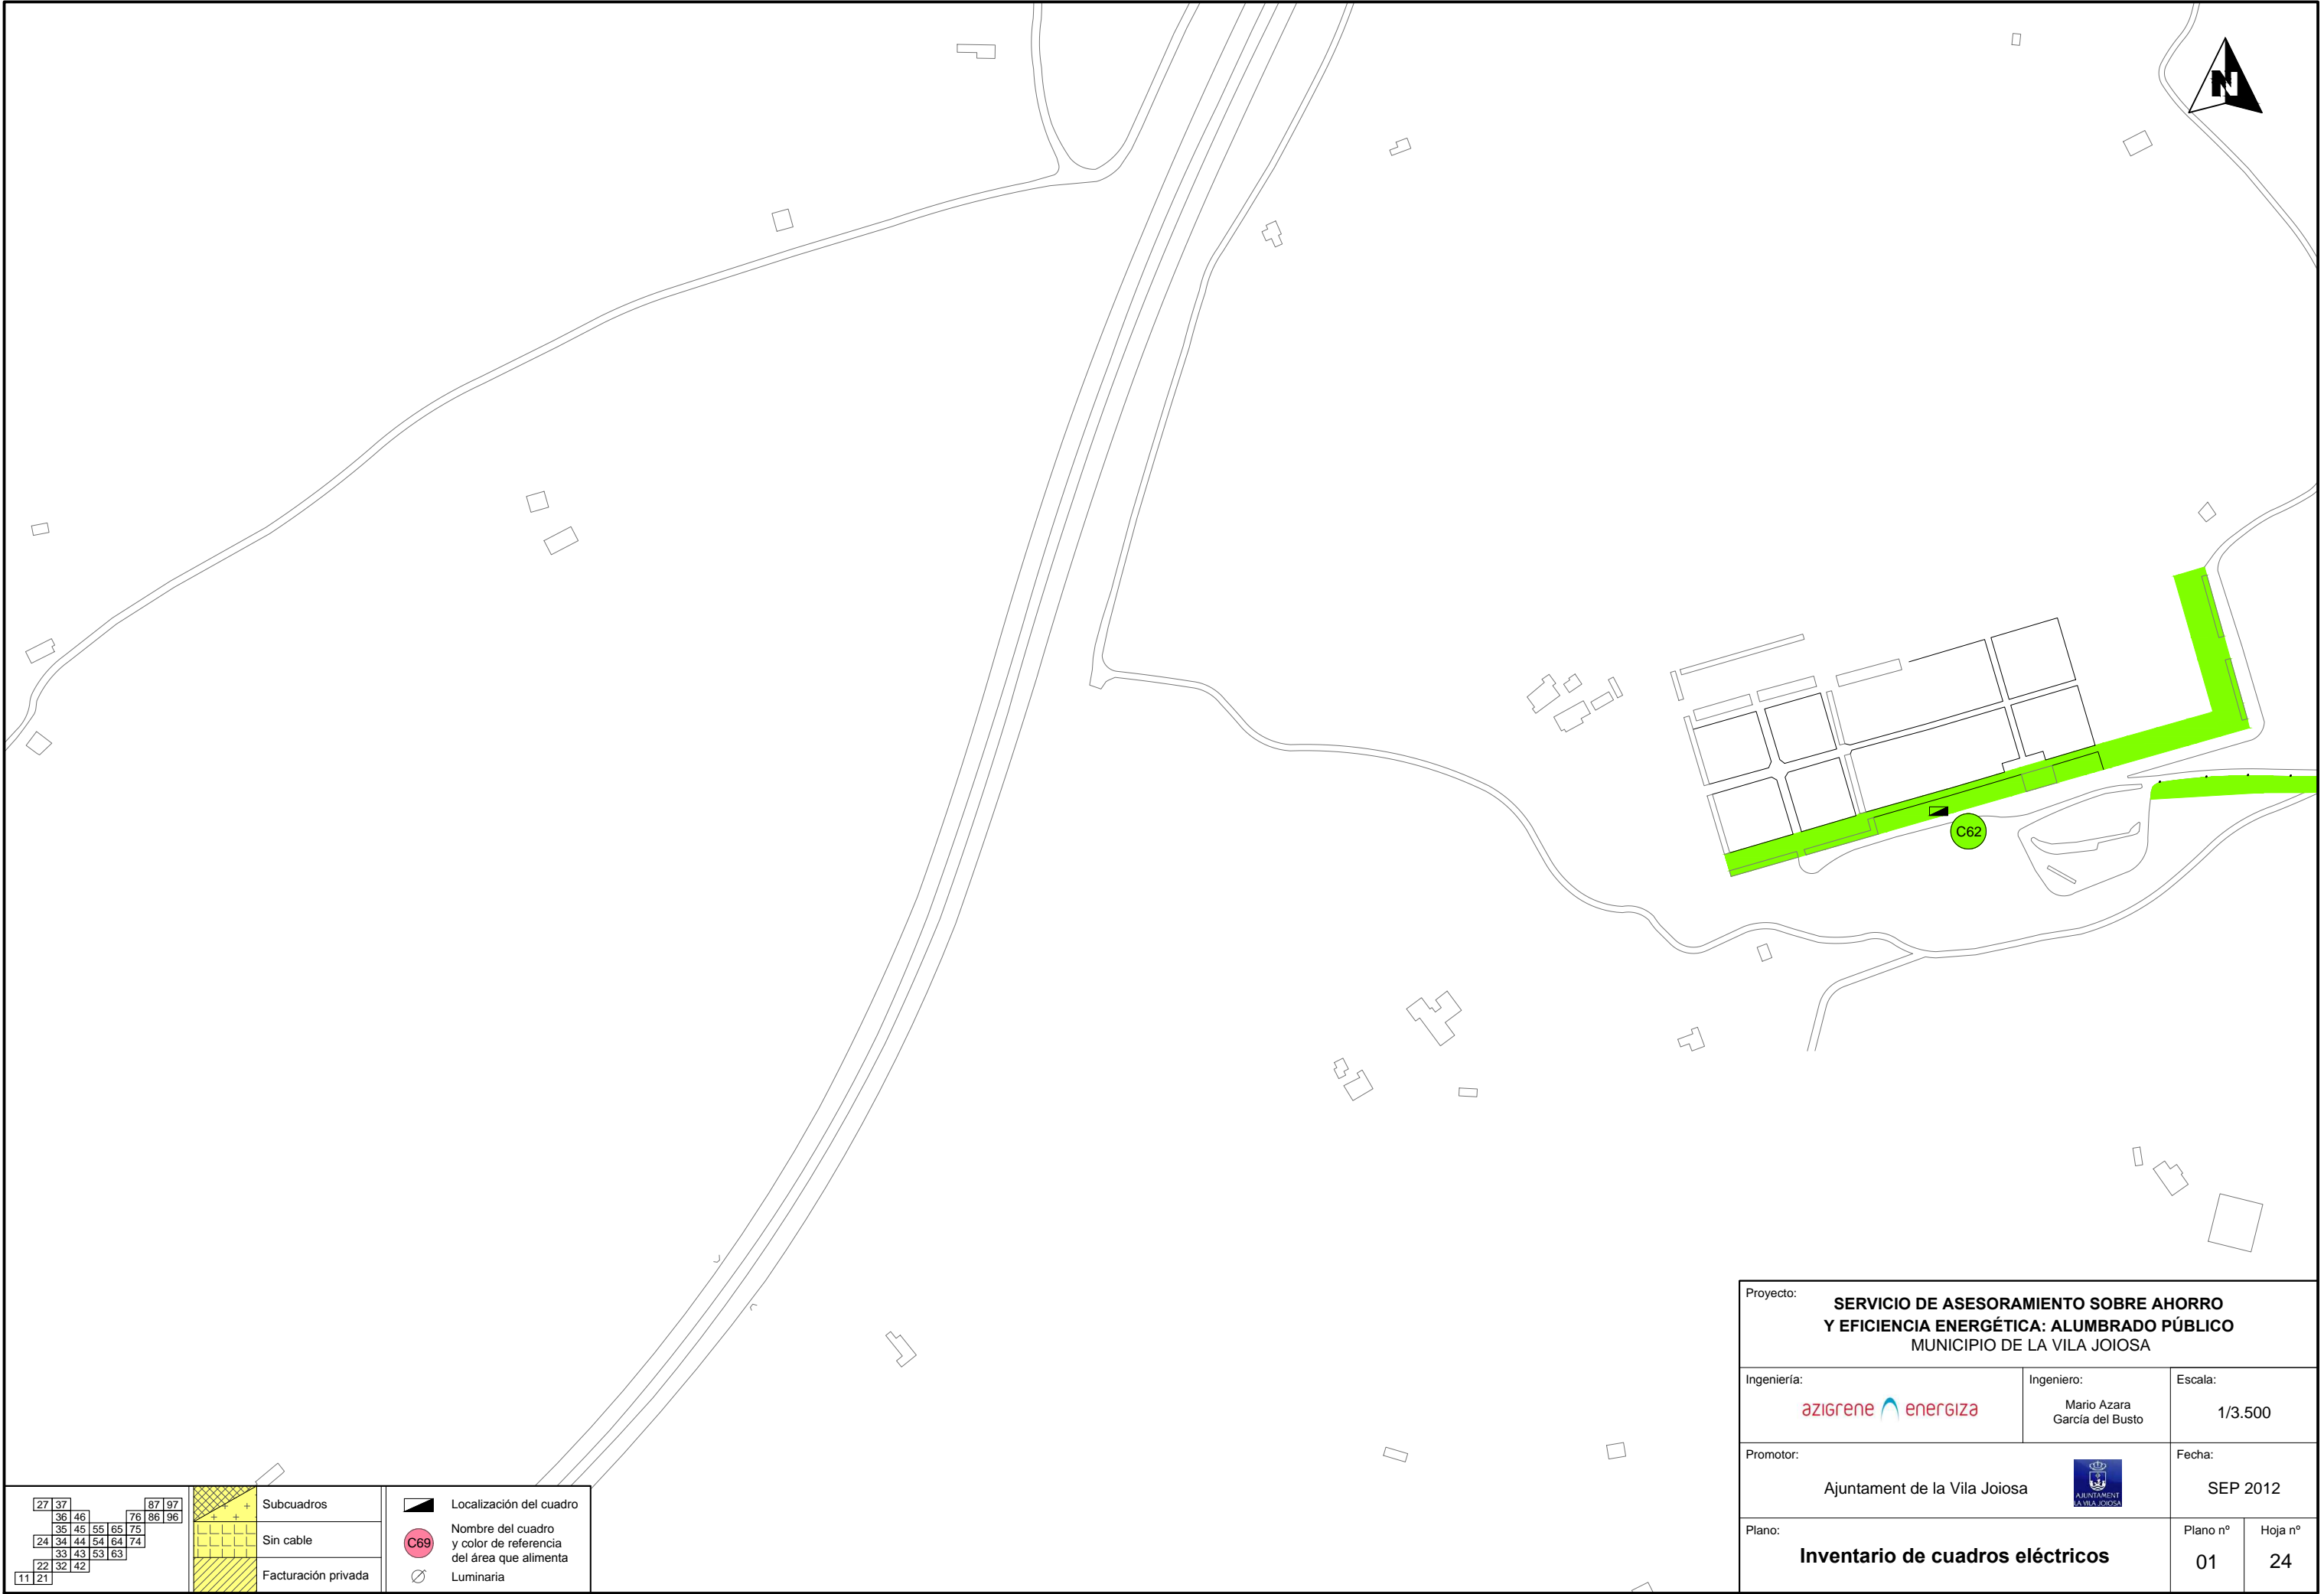 N
C62
27 37 87 97
36 46 76 86 96
35 45 55 65 75
24 34 44 54 64 74
33 43 53 63
22 32 42
11 21
Subcuadros
Sin cable
Facturación privada
Localización del cuadro
C69
Nombre del cuadro
y color de referencia
del área que alimenta
Luminaria
Proyecto:
SERVICIO DE ASESORAMIENTO SOBRE AHORRO
Y EFICIENCIA ENERGÉTICA: ALUMBRADO PÚBLICO
MUNICIPIO DE LA VILA JOIOSA
Ingeniería:
azigrene energiza
Ingeniero:
Mario Azara
García del Busto
Escala:
1/3.500
Promotor:
Ajuntament de la Vila Joiosa
AJUNTAMENT
LA VILA JOIOSA
Fecha:
SEP 2012
Plano:
Inventario de cuadros eléctricos
Plano nº
01
Hoja nº
24